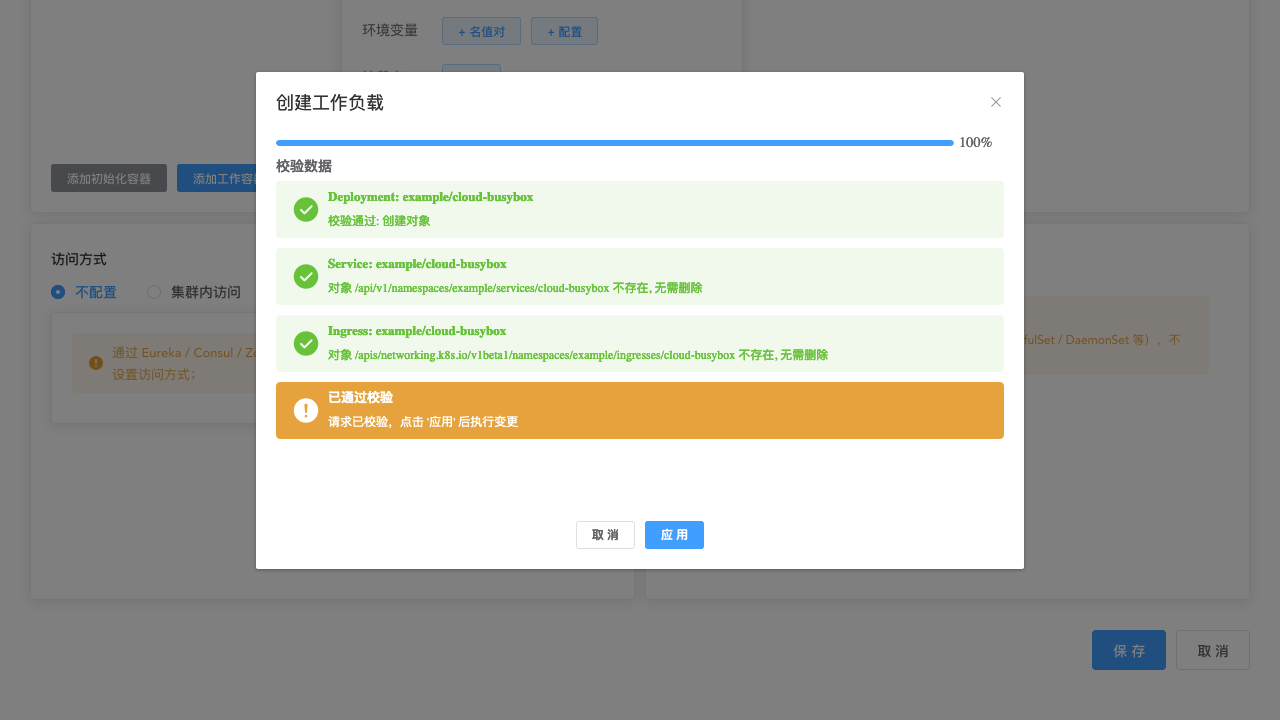 环境变量
+ 名值对
+ 配置
创建工作负载
100%
校验数据
Deployment: example/cloud-busybox
校验通过: 创建对象
Service: example/cloud-busybox
对象 /api/v1/namespaces/example/services/cloud-busybox 不存在, 无需删除
Ingress: example/cloud-busybox
对象 /apis/networking.k8s.io/v1beta1/namespaces/example/ingresses/cloud-busybox 不存在, 无需删除
已通过校验
请求已校验，点击 '应用' 后执行变更
取 消
应 用
添加初始化容器
添加工作容
访问方式
不配置
集群内访问
通过 Eureka / Consul /
设置访问方式；
/ DaemonSet 等），不
保 存
取 消